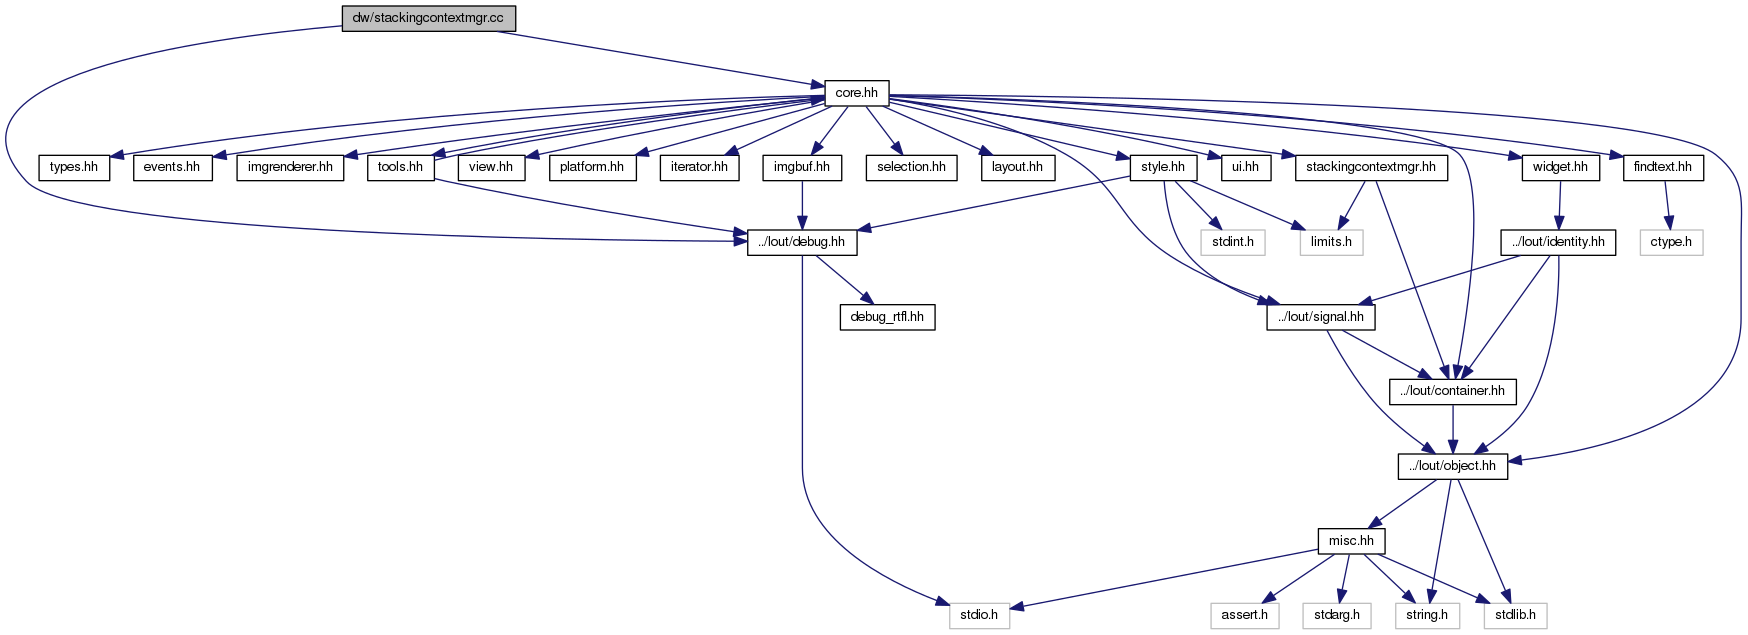 dw/stackingcontextmgr.cc
core.hh
types.hh
events.hh
imgrenderer.hh
tools.hh
view.hh
platform.hh
iterator.hh
imgbuf.hh
selection.hh
layout.hh
style.hh
ui.hh
stackingcontextmgr.hh
widget.hh
findtext.hh
../lout/debug.hh
stdint.h
limits.h
../lout/identity.hh
ctype.h
debug_rtfl.hh
../lout/signal.hh
../lout/container.hh
../lout/object.hh
misc.hh
stdio.h
assert.h
stdarg.h
string.h
stdlib.h